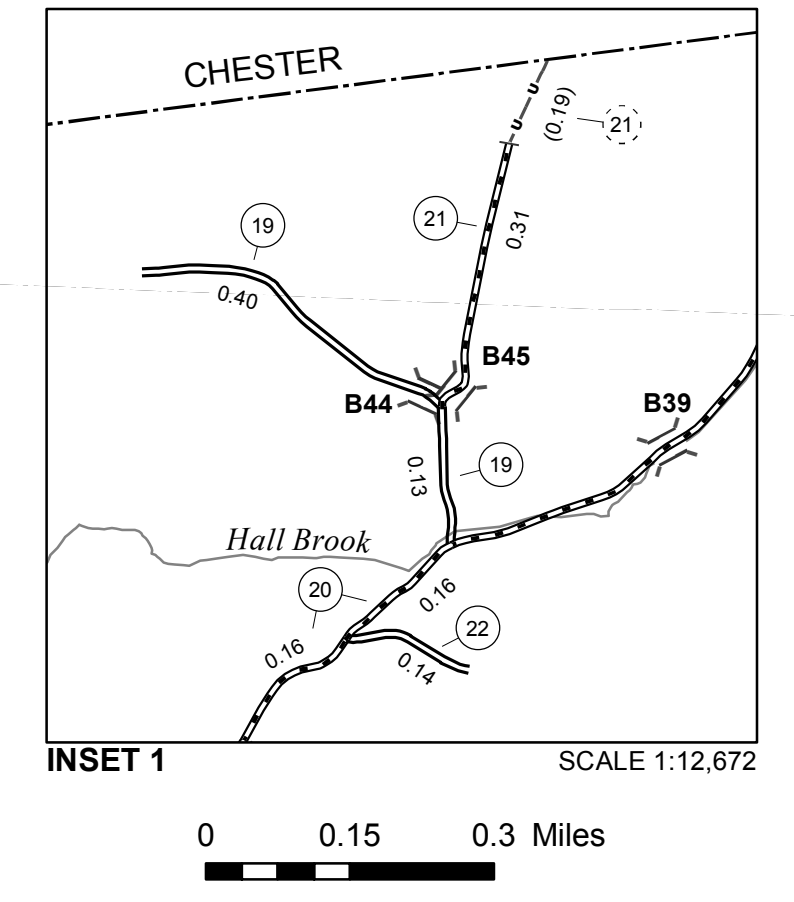 CHESTER
(0.19)
21
21
0.31
19
0.40
B45
B44
B39
19
0.13
Hall Brook
20
0.16
22
0.16
0.14
INSET 1
SCALE 1:12,672
0 0.15 0.3 Miles